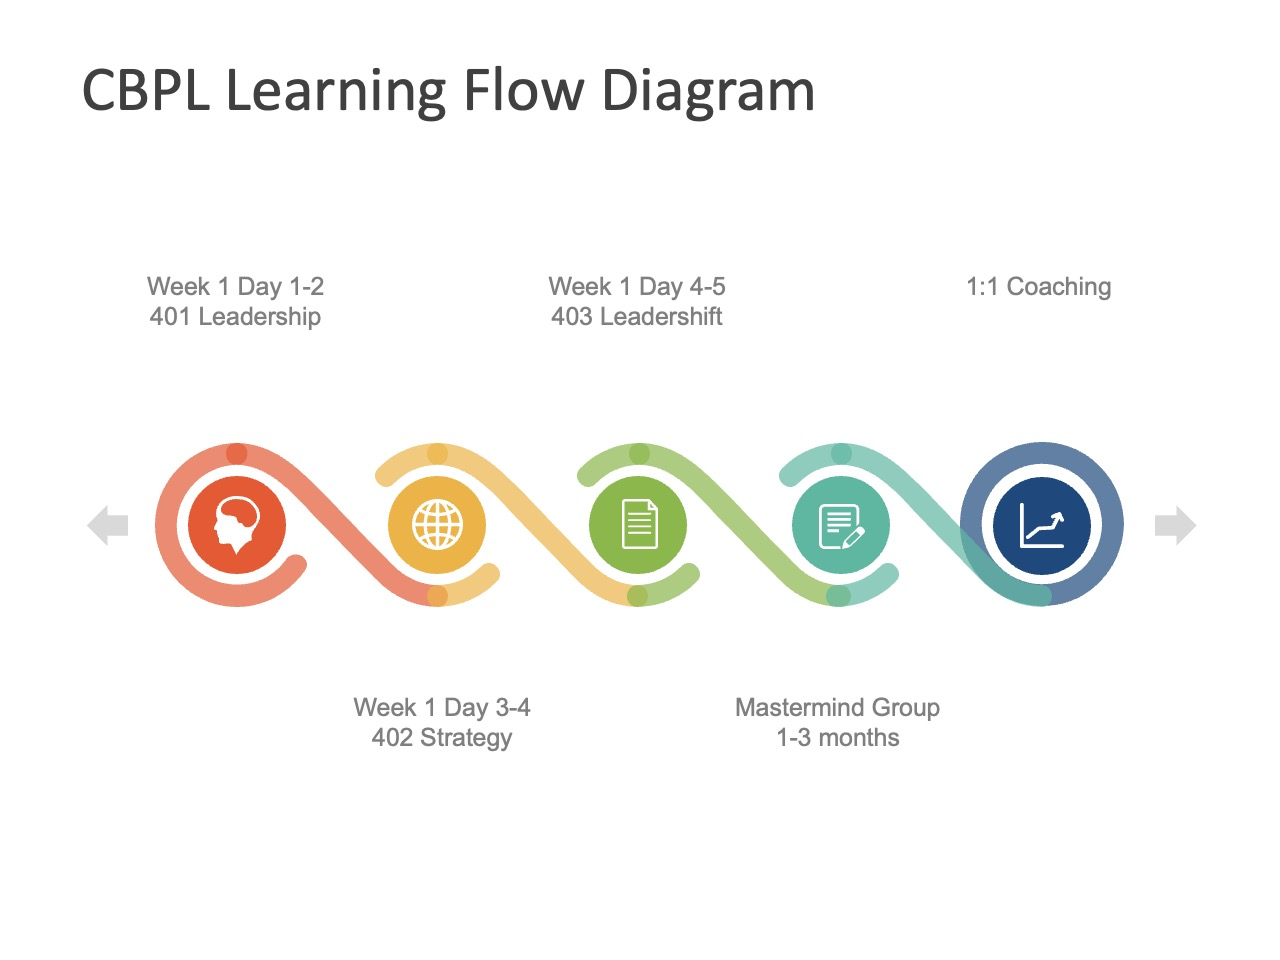 CBPL Learning Flow Diagram
Week 1 Day 1-2
401 Leadership
Week 1 Day 4-5
403 Leadershift
1:1 Coaching
Week 1 Day 3-4
402 Strategy
Mastermind Group
1-3 months